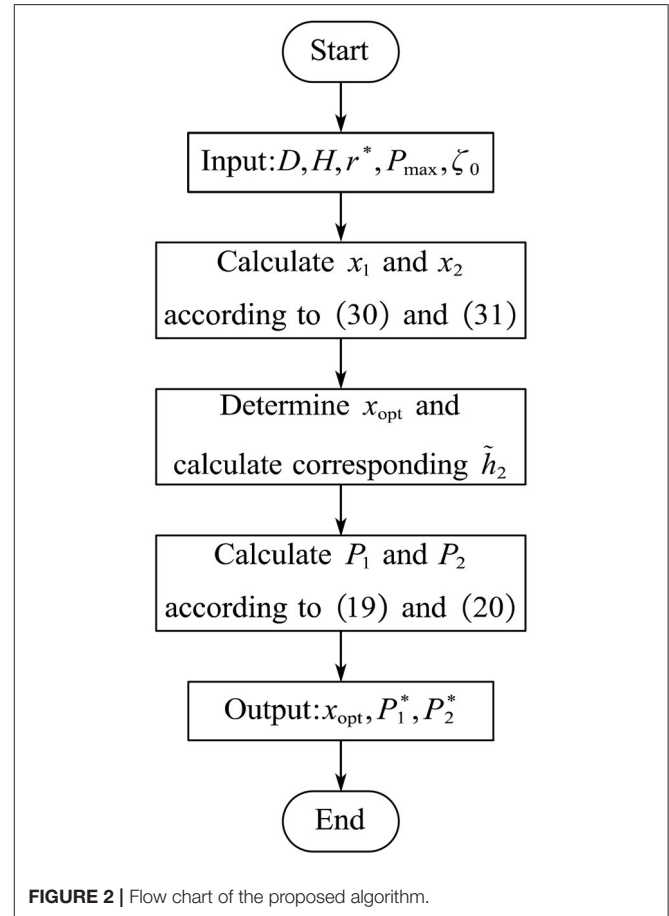 Start
Input:D, H, r*, Pmax, ζ0
Calculate x1 and x2
according to (30) and (31)
Determine xopt and
calculate corresponding h̃2
Calculate P1 and P2
according to (19) and (20)
Output:xopt, P1*, P2*
End
FIGURE 2 | Flow chart of the proposed algorithm.